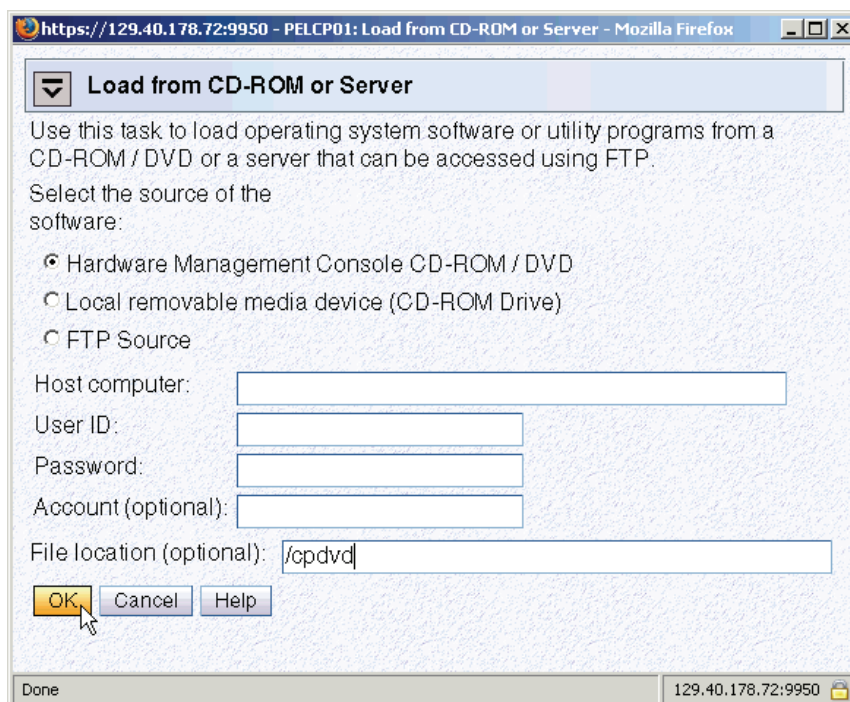 https://129.40.178.72:9950 - PELCP01: Load from CD-ROM or Server - Mozilla Firefox
Load from CD-ROM or Server
Use this task to load operating system software or utility programs from a
CD-ROM / DVD or a server that can be accessed using FTP.
Select the source of the
software:
Hardware Management Console CD-ROM / DVD
Local removable media device (CD-ROM Drive)
FTP Source
Host computer:
User ID:
Password:
Account (optional):
File location (optional): /cpdvd
OK Cancel Help
Done 129.40.178.72:9950